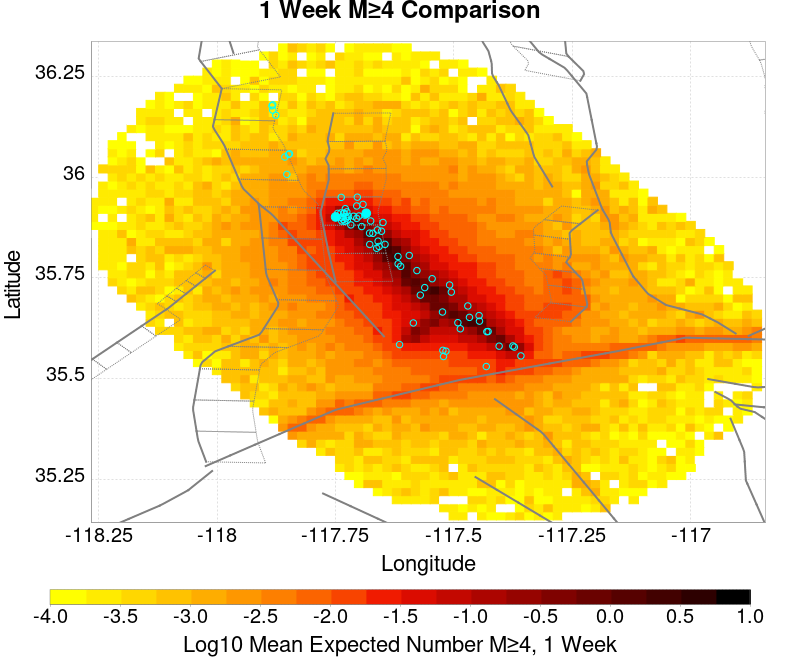 1 Week M≥4 Comparison
36.25
36
35.75
35.5
35.25
Latitude
-118.25 -118 -117.75 -117.5 -117.25 -117
Longitude
-4.0 -3.5 -3.0 -2.5 -2.0 -1.5 -1.0 -0.5 0.0 0.5 1.0
Log10 Mean Expected Number M≥4, 1 Week